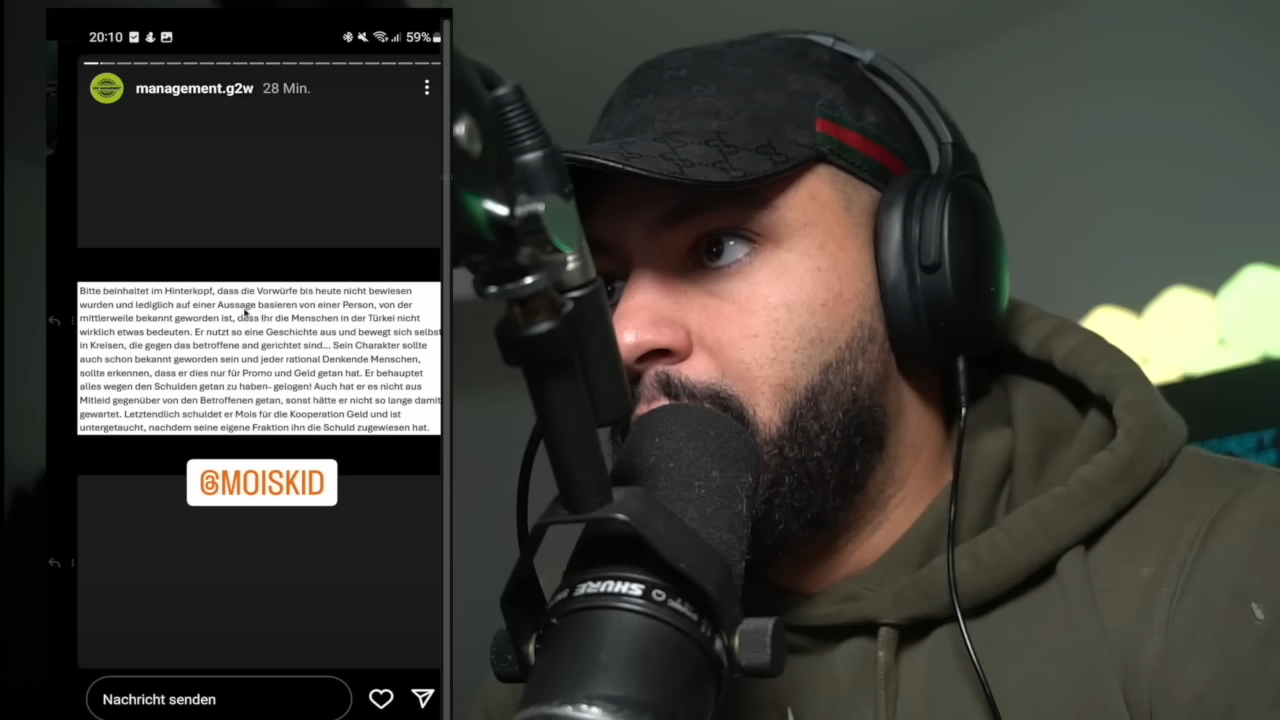 20:10
59%
management.g2w 28 Min.
Bitte beinhaltet im Hinterkopf, dass die Vorwürfe bis heute nicht bewiesen
wurden und lediglich auf einer Aussage basieren von einer Person, von der
mittlerweile bekannt geworden ist, dass Ihr die Menschen in der Türkei nicht
wirklich etwas bedeuten. Er nutzt so eine Geschichte aus und bewegt sich selbst
in Kreisen, die gegen das betroffene and gerichtet sind... Sein Charakter sollte
auch schon bekannt geworden sein und jeder rational Denkende Menschen,
sollte erkennen, dass er dies nur für Promo und Geld getan hat. Er behauptet
alles wegen den Schulden getan zu haben- gelogen! Auch hat er es nicht aus
Mitleid gegenüber von den Betroffenen getan, sonst hätte er nicht so lange damit
gewartet. Letztendlich schuldet er Mois für die Kooperation Geld und ist
untergetaucht, nachdem seine eigene Fraktion ihn die Schuld zugewiesen hat.
@MOISKID
Nachricht senden
SHURE